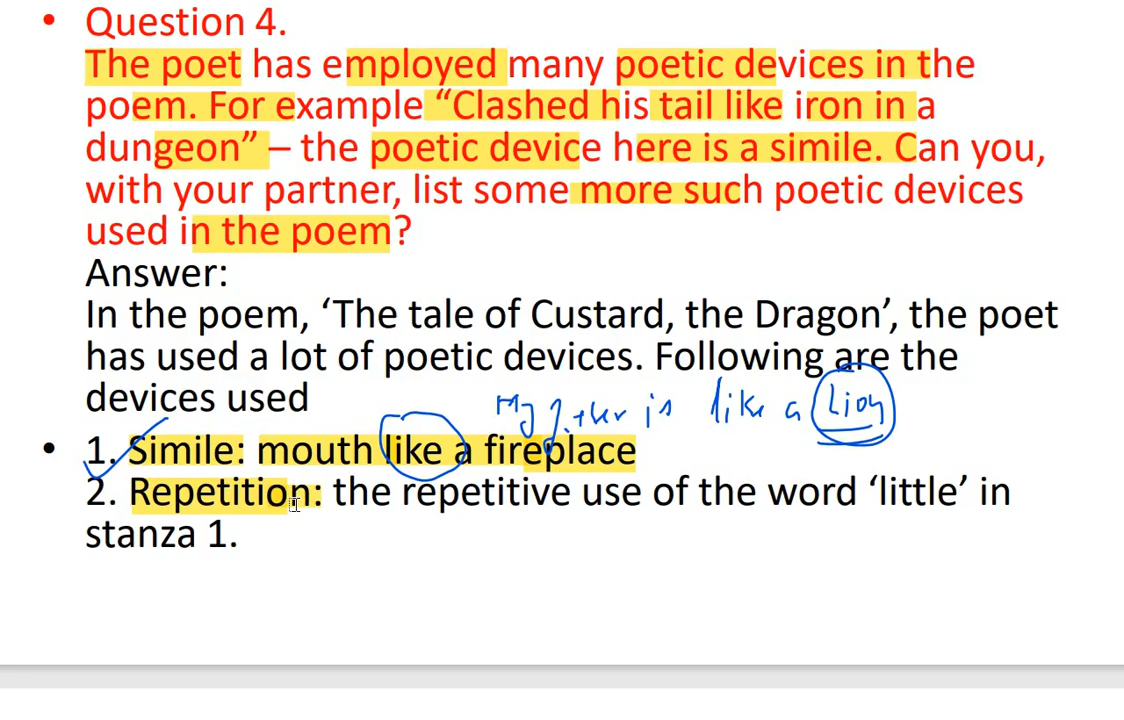 • Question 4.
The poet has employed many poetic devices in the
poem. For example “Clashed his tail like iron in a
dungeon” – the poetic device here is a simile. Can you,
with your partner, list some more such poetic devices
used in the poem?
Answer:
In the poem, ‘The tale of Custard, the Dragon’, the poet
has used a lot of poetic devices. Following are the
devices used
My is like a Lion
• 1. Simile: mouth like a fireplace
2. Repetition: the repetitive use of the word ‘little’ in
stanza 1.